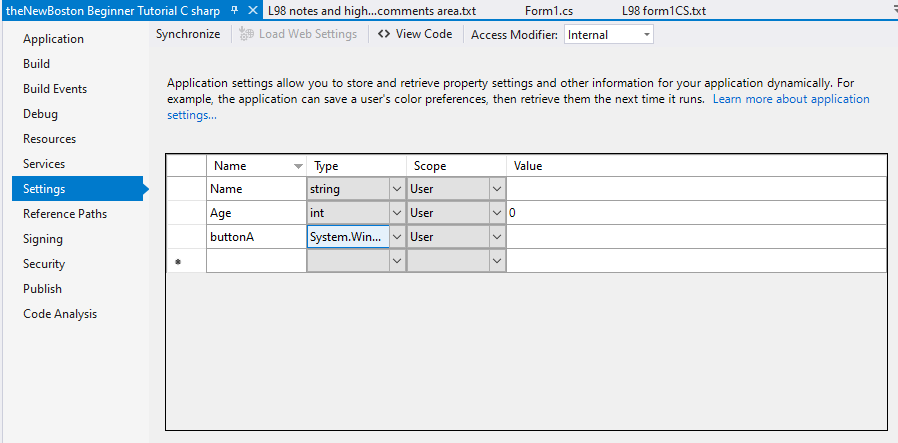 theNewBoston Beginner Tutorial C sharp
L98 notes and high...comments area.txt
Form1.cs
L98 form1CS.txt
Application
Build
Build Events
Debug
Resources
Services
Settings
Reference Paths
Signing
Security
Publish
Code Analysis
Synchronize
Load Web Settings
<> View Code
Access Modifier: Internal
Application settings allow you to store and retrieve property settings and other information for your application dynamically. For
example, the application can save a user's color preferences, then retrieve them the next time it runs. Learn more about application
settings...
Name Type Scope Value
Name string User
Age int User 0
buttonA System.Win... User